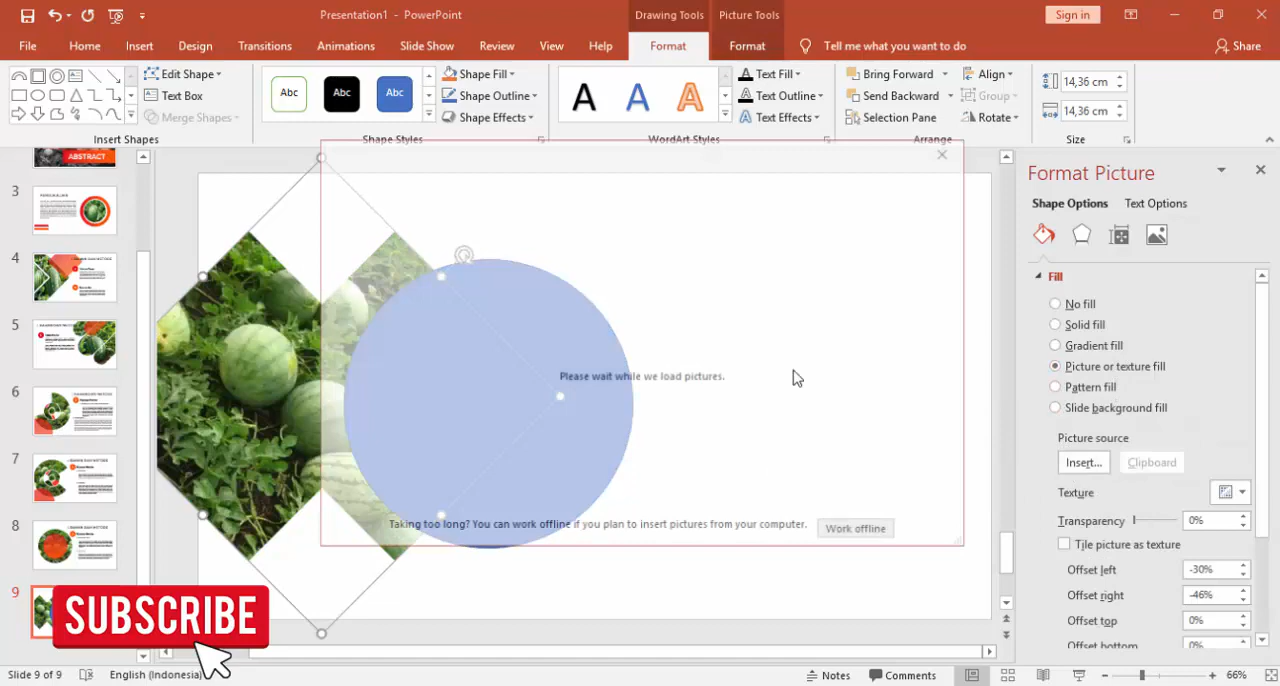 Presentation1 - PowerPoint
Drawing Tools
Picture Tools
Sign in
File
Home
Insert
Design
Transitions
Animations
Slide Show
Review
View
Help
Format
Format
Tell me what you want to do
Share
Edit Shape
Text Box
Merge Shapes
Insert Shapes
Abc
Abc
Abc
Shape Fill
Shape Outline
Shape Effects
Shape Styles
A
A
A
Text Fill
Text Outline
Text Effects
WordArt Styles
Bring Forward
Send Backward
Selection Pane
Align
Group
Rotate
Arrange
14,36 cm
14,36 cm
Size
ABSTRACT
3
4
5
6
7
8
9
Please wait while we load pictures.
Taking too long? You can work offline if you plan to insert pictures from your computer.
Work offline
Format Picture
Shape Options
Text Options
Fill
No fill
Solid fill
Gradient fill
Picture or texture fill
Pattern fill
Slide background fill
Picture source
Insert...
Clipboard
Texture
Transparency
0%
Tile picture as texture
Offset left
-30%
Offset right
-46%
Offset top
0%
Offset bottom
0%
SUBSCRIBE
Slide 9 of 9
English (Indonesia)
Notes
Comments
66%